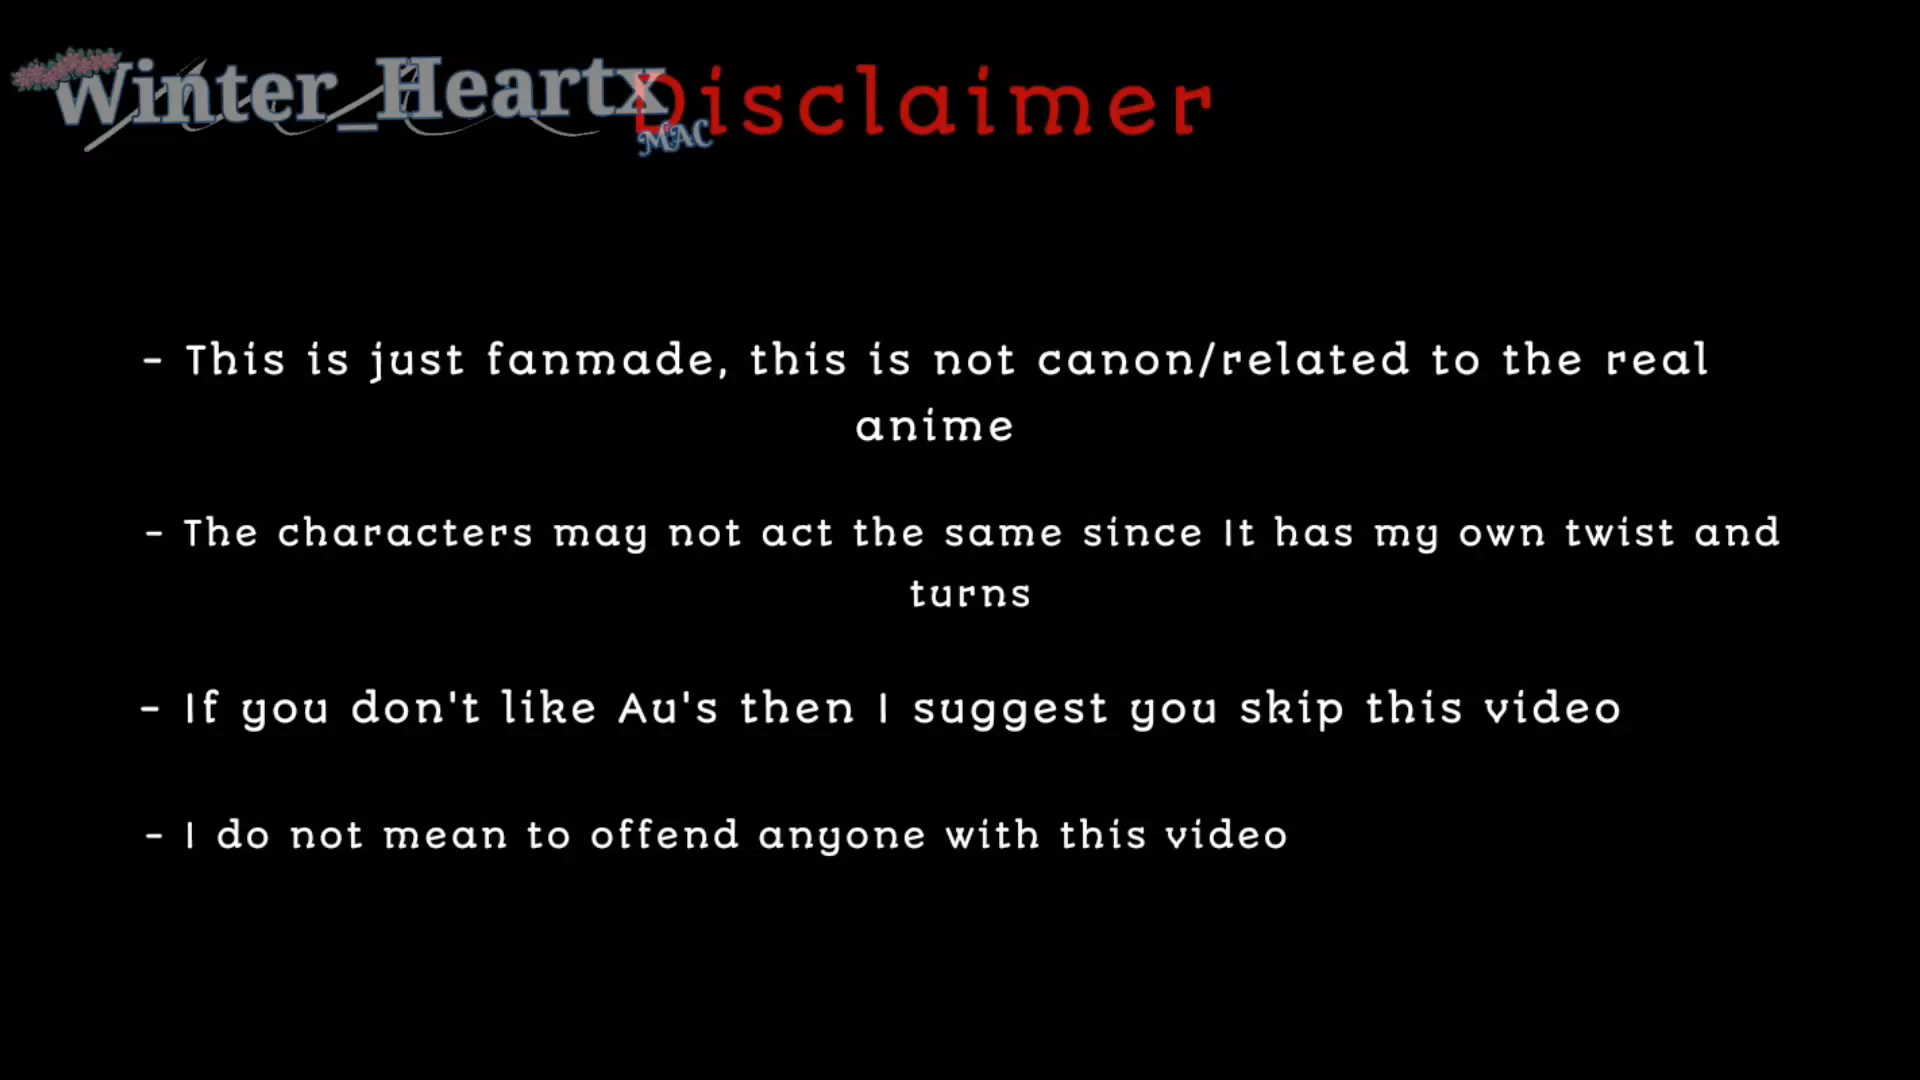 Winter_Heartx
MAC
Disclaimer
- This is just fanmade, this is not canon/related to the real
anime
- The characters may not act the same since It has my own twist and
turns
- If you don't like Au's then I suggest you skip this video
- I do not mean to offend anyone with this video